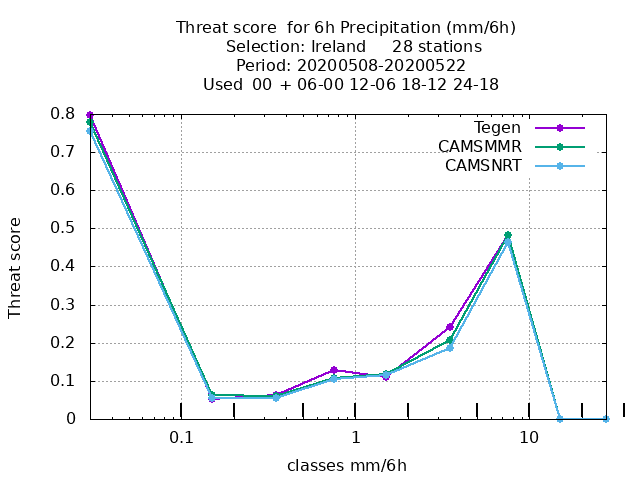 Threat score  for 6h Precipitation (mm/6h)
Selection: Ireland     28 stations
Period: 20200508-20200522
Used  00  + 06-00 12-06 18-12 24-18
Tegen
CAMSMMR
CAMSNRT
0.8
0.7
0.6
0.5
0.4
0.3
0.2
0.1
0
Threat score
0.1 1 10
classes mm/6h